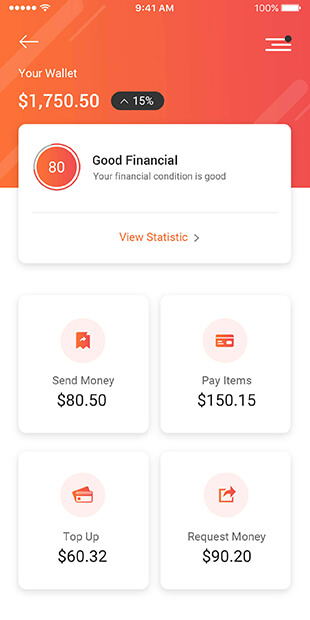 9:41 AM
100%
Your Wallet
$1,750.50
15%
80
Good Financial
Your financial condition is good
View Statistic
Send Money
$80.50
Pay Items
$150.15
Top Up
$60.32
Request Money
$90.20